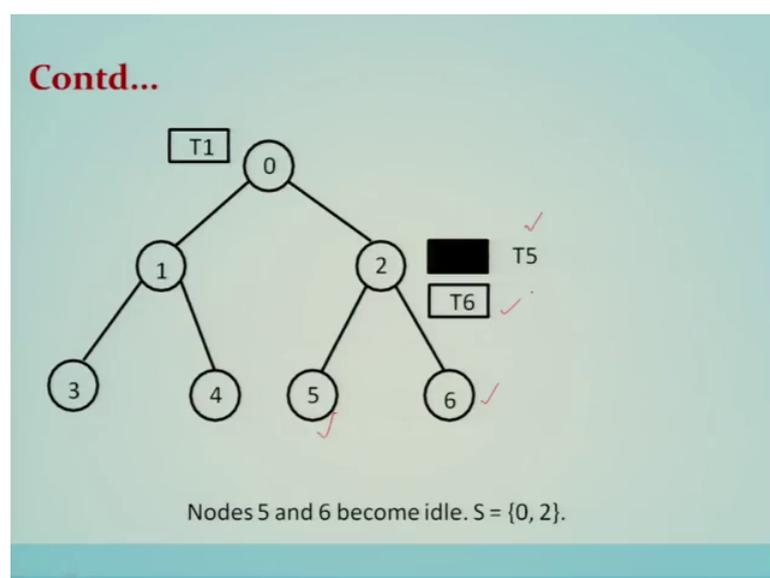 Contd...
T1
0
1
2
T5
T6
3
4
5
6
Nodes 5 and 6 become idle. S = {0, 2}.